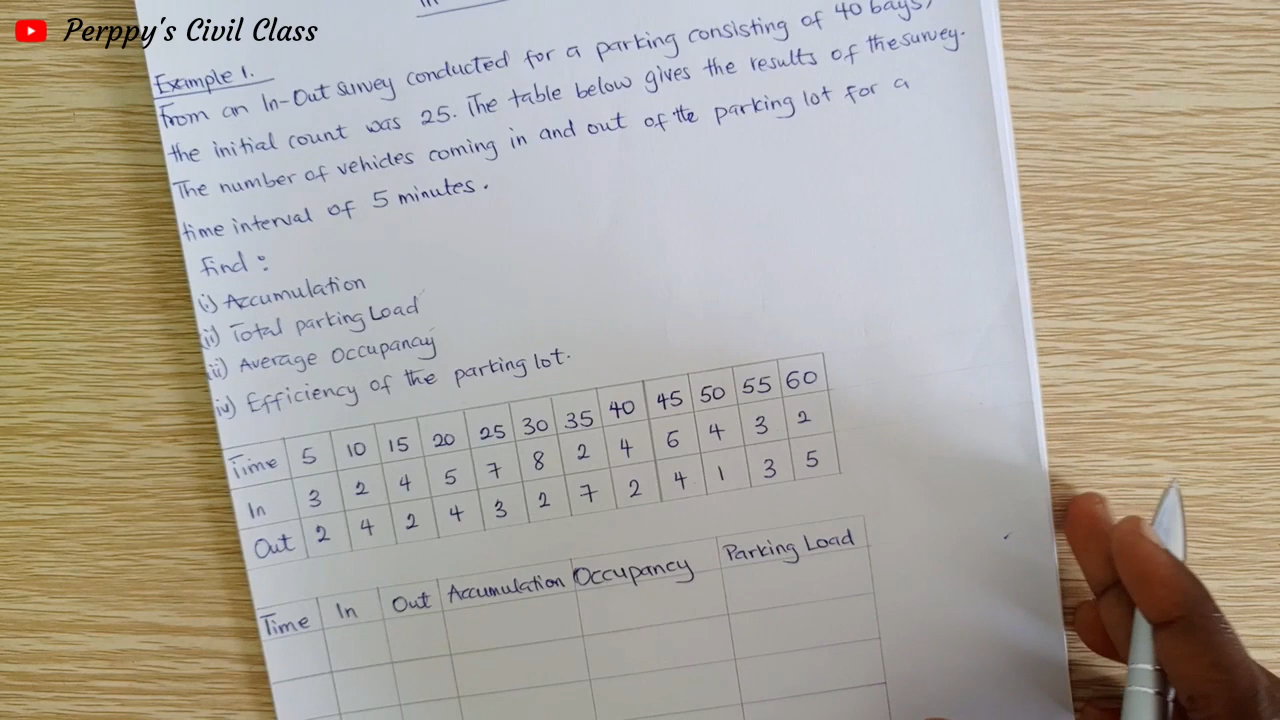 Perppy's Civil Class
Example 1.
From an In-Out survey conducted for a parking consisting of 40 bays,
the initial count was 25. The table below gives the results of the survey.
The number of vehicles coming in and out of the parking lot for a
time interval of 5 minutes.
Find :
i) Accumulation
ii) Total parking Load
iii) Average Occupancy
iv) Efficiency of the parking lot.
Time 5 10 15 20 25 30 35 40 45 50 55 60
In 3 2 4 5 7 8 2 4 6 4 3 2
Out 2 4 2 4 3 2 7 2 4 1 3 5
Time In Out Accumulation Occupancy Parking Load